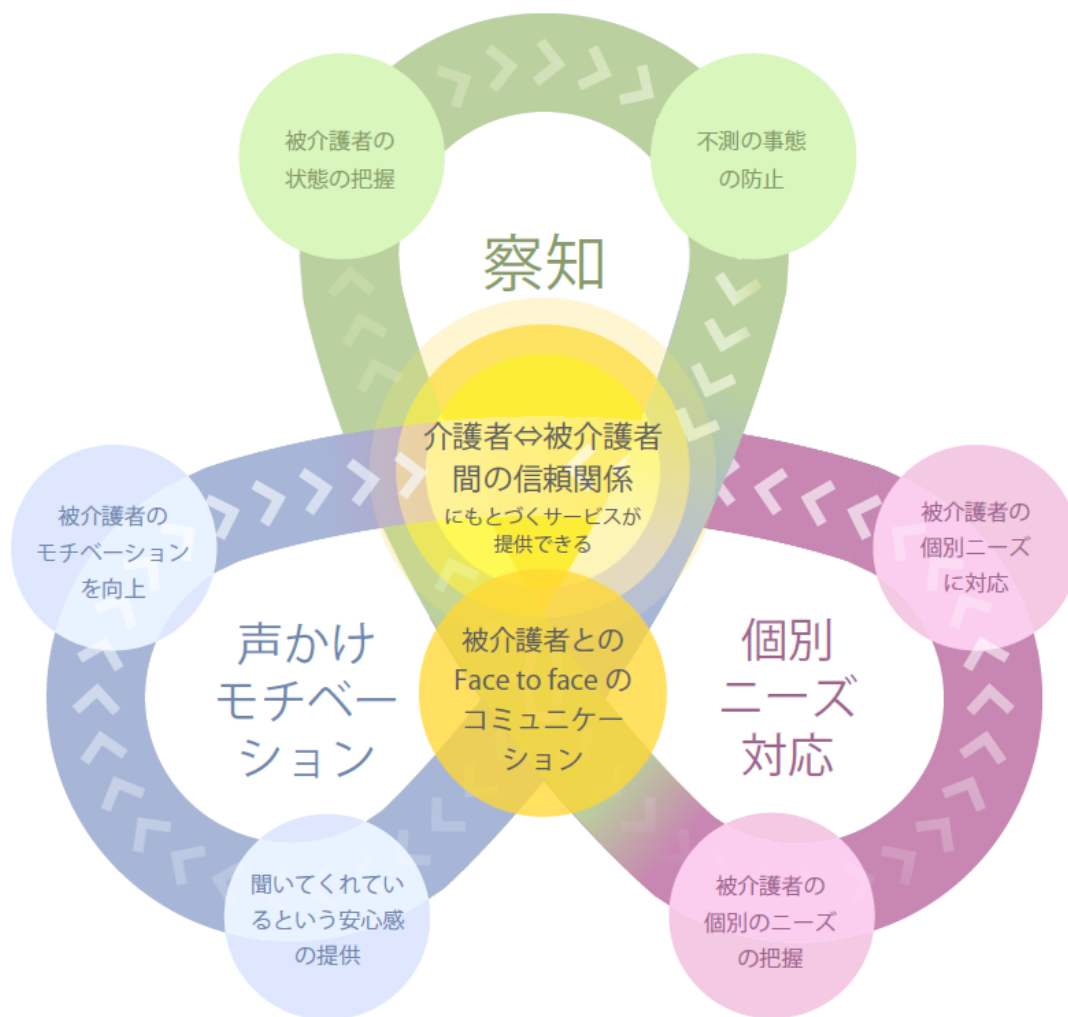 被介護者の
状態の把握
不測の事態
の防止
察知
介護者⇔被介護者
間の信頼関係
にもとづくサービスが
提供できる
被介護者の
モチベーション
を向上
被介護者の
個別ニーズ
に対応
声かけ
モチベー
ション
被介護者との
Face to face の
コミュニケー
ション
個別
ニーズ
対応
聞いてくれてい
るという安心感
の提供
被介護者の
個別のニーズ
の把握